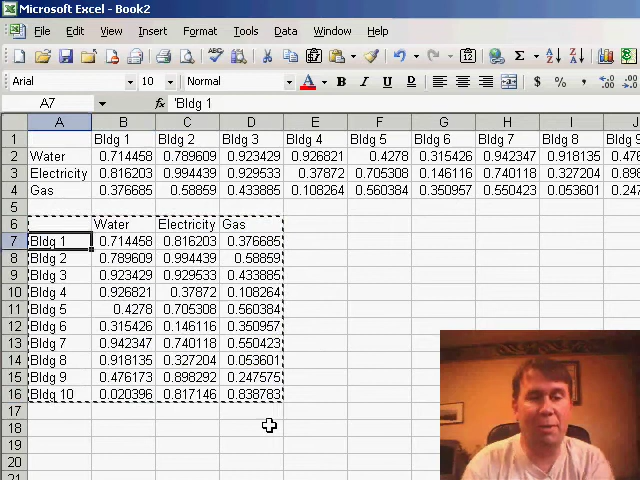 Microsoft Excel - Book2
File Edit View Insert Format Tools Data Window Help
Arial 10 Normal B I U $ %
A7 fx 'Bldg 1
A B C D E F G H I J
1 Bldg 1 Bldg 2 Bldg 3 Bldg 4 Bldg 5 Bldg 6 Bldg 7 Bldg 8 Bldg 9
2 Water 0.714458 0.789609 0.923429 0.926821 0.4278 0.315426 0.942347 0.918135 0.476
3 Electricity 0.816203 0.994439 0.929533 0.37872 0.705308 0.146116 0.740118 0.327204 0.898
4 Gas 0.376685 0.58859 0.433885 0.108264 0.560384 0.350957 0.550423 0.053601 0.247
5
6 Water Electricity Gas
7 Bldg 1 0.714458 0.816203 0.376685
8 Bldg 2 0.789609 0.994439 0.58859
9 Bldg 3 0.923429 0.929533 0.433885
10 Bldg 4 0.926821 0.37872 0.108264
11 Bldg 5 0.4278 0.705308 0.560384
12 Bldg 6 0.315426 0.146116 0.350957
13 Bldg 7 0.942347 0.740118 0.550423
14 Bldg 8 0.918135 0.327204 0.053601
15 Bldg 9 0.476173 0.898292 0.247575
16 Bldg 10 0.020396 0.817146 0.838783
17
18
19
20
21